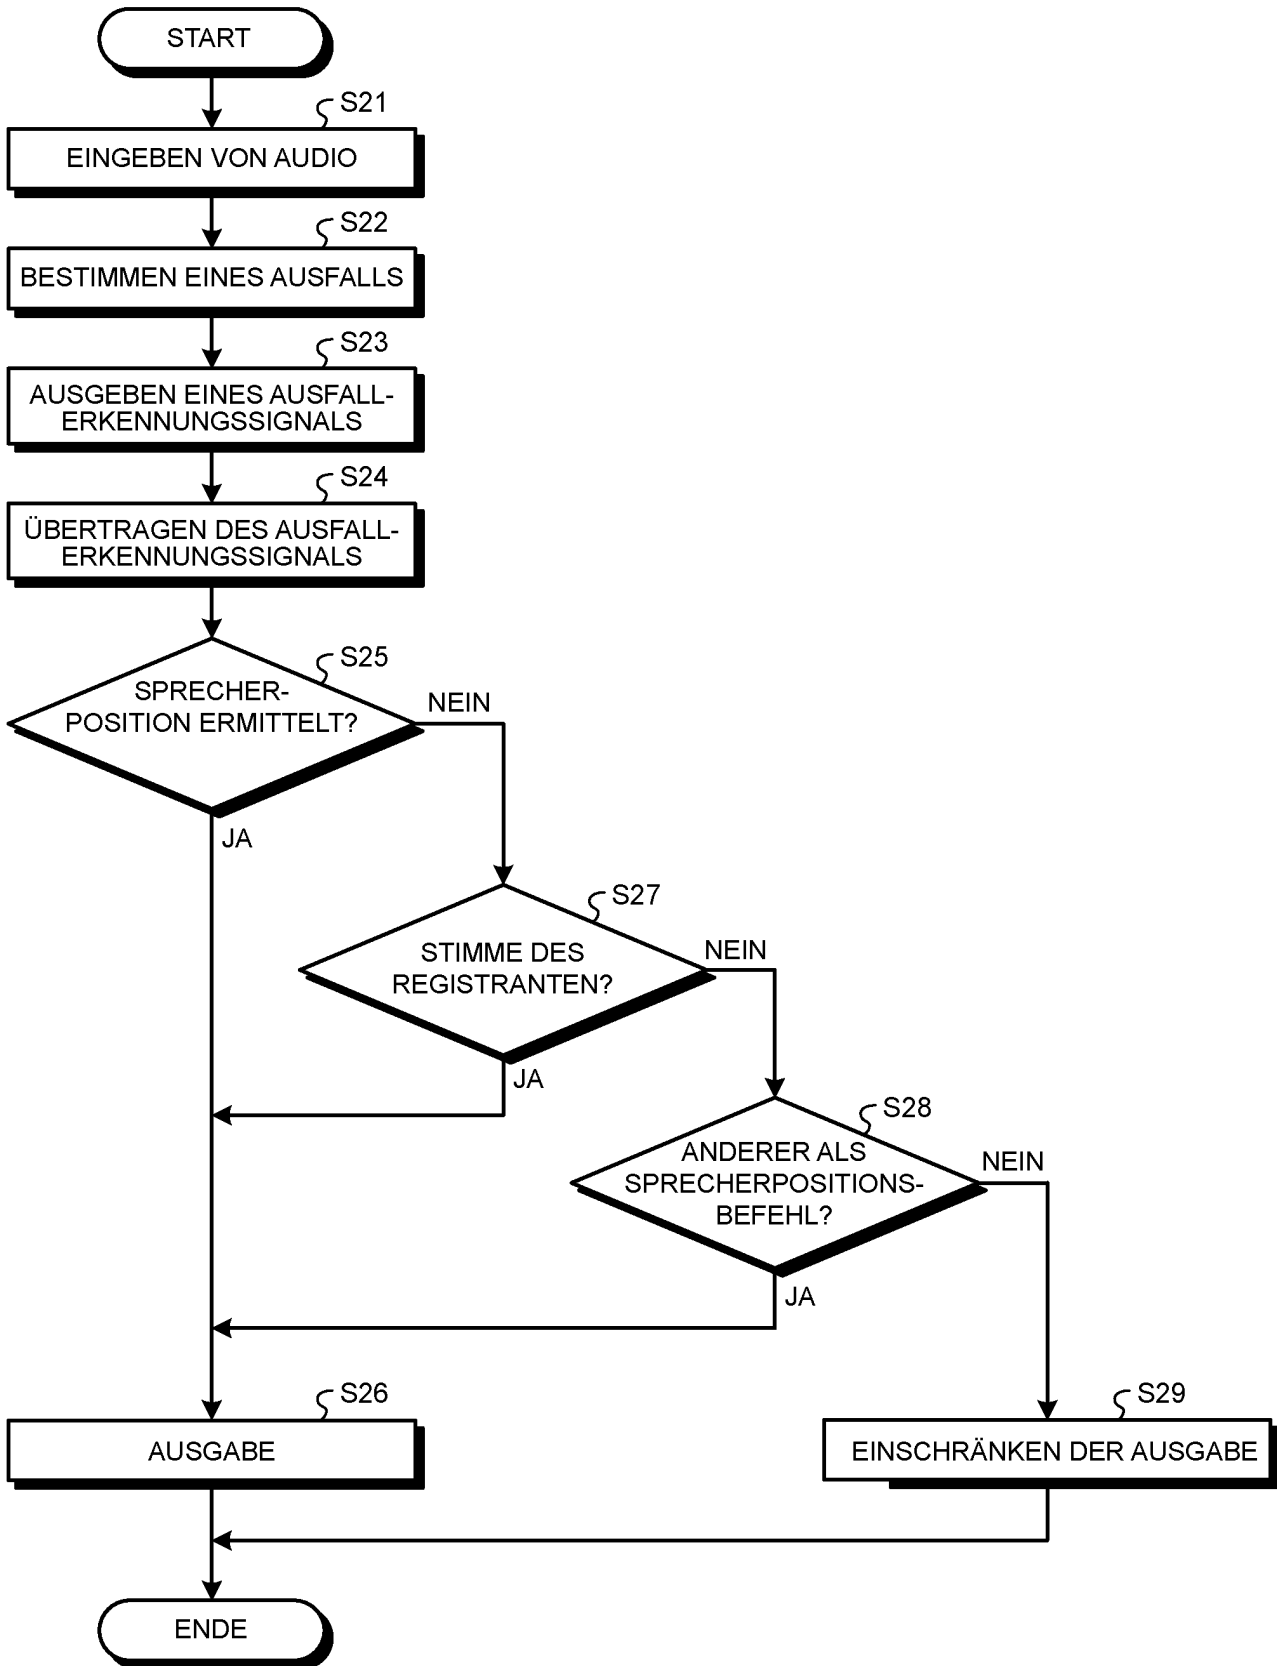 START
S21
EINGEBEN VON AUDIO
S22
BESTIMMEN EINES AUSFALLS
S23
AUSGEBEN EINES AUSFALL-
ERKENNUNGSSIGNALS
S24
ÜBERTRAGEN DES AUSFALL-
ERKENNUNGSSIGNALS
S25
SPRECHER-
POSITION ERMITTELT?
NEIN
JA
S27
STIMME DES
REGISTRANTEN?
NEIN
JA
S28
ANDERER ALS
SPRECHERPOSITIONS-
BEFEHL?
NEIN
JA
S26
AUSGABE
S29
EINSCHRÄNKEN DER AUSGABE
ENDE